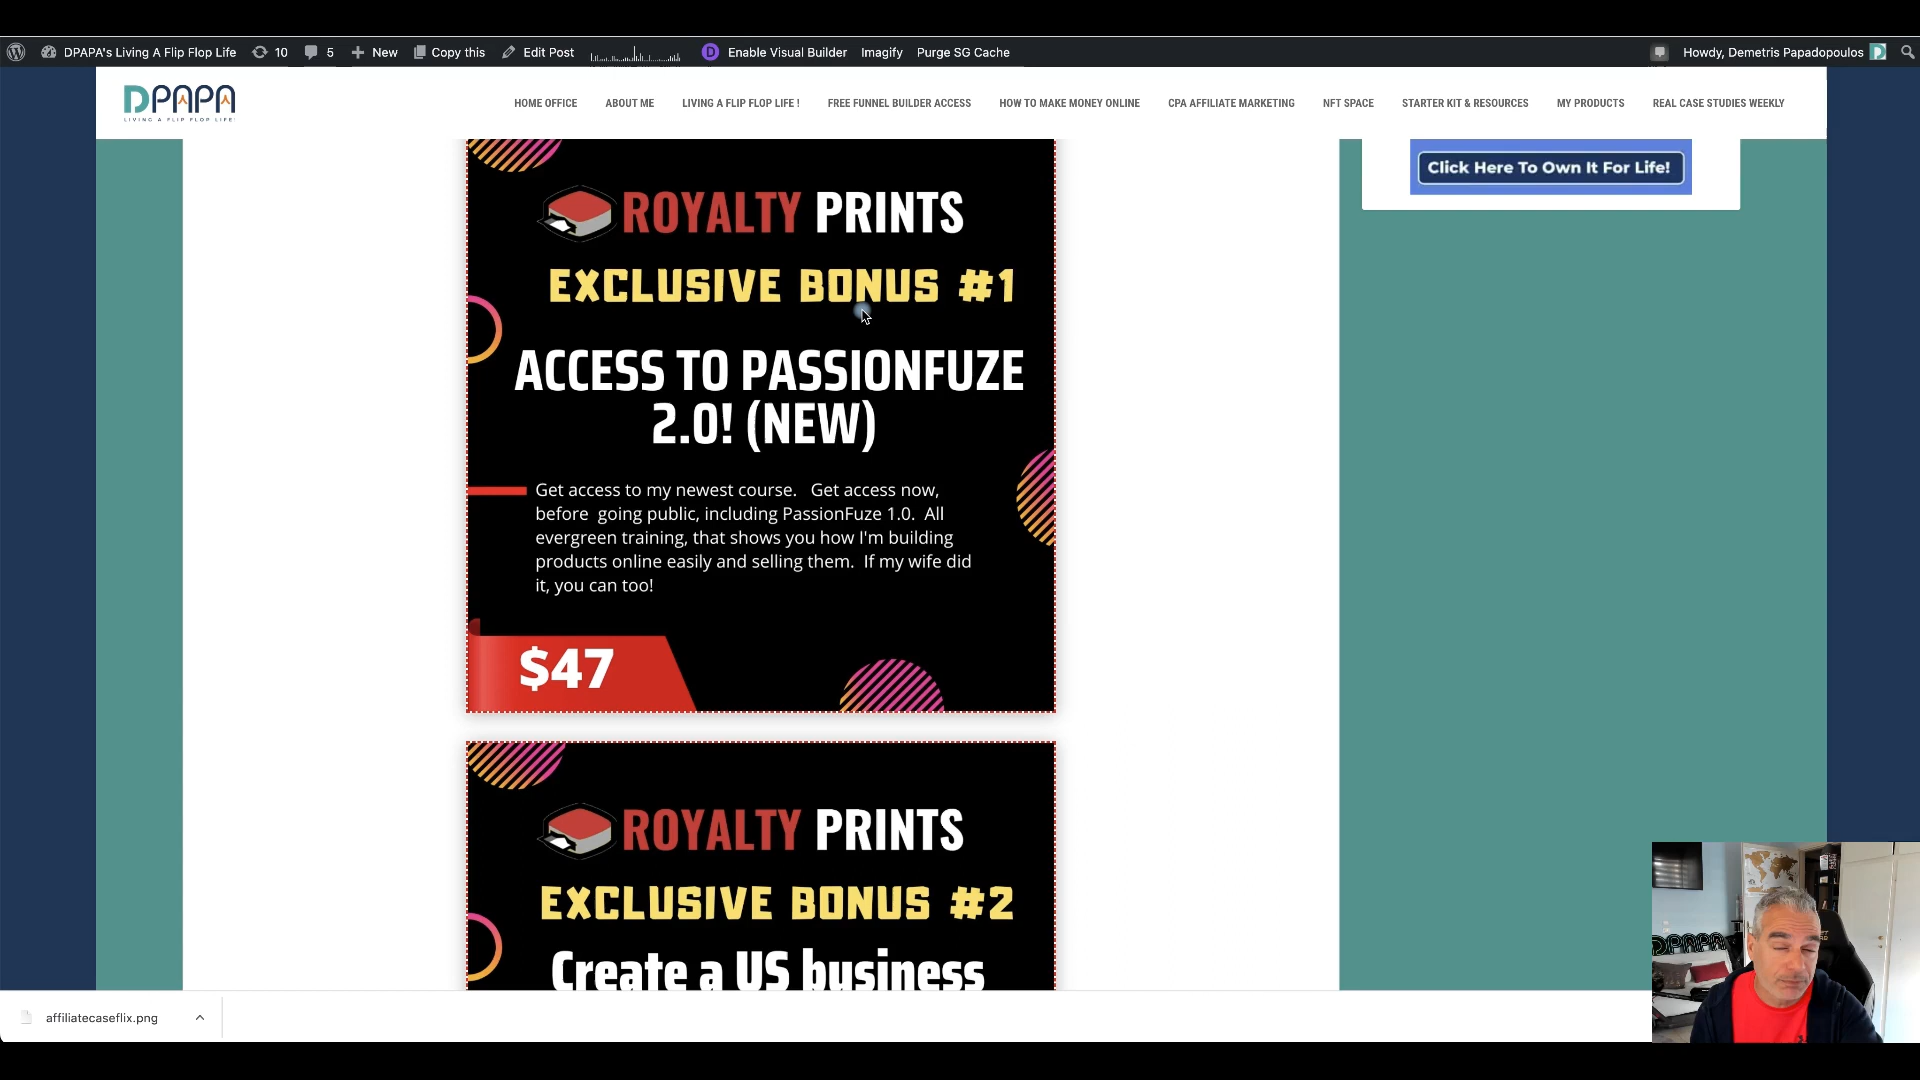 DPAPA's Living A Flip Flop Life 10 5 New Copy this Edit Post Enable Visual Builder Imagify Purge SG Cache Howdy, Demetris Papadopoulos
DPAPA
LIVING A FLIP FLOP LIFE!
HOME OFFICE ABOUT ME LIVING A FLIP FLOP LIFE ! FREE FUNNEL BUILDER ACCESS HOW TO MAKE MONEY ONLINE CPA AFFILIATE MARKETING NFT SPACE STARTER KIT & RESOURCES MY PRODUCTS REAL CASE STUDIES WEEKLY
Click Here To Own It For Life!
ROYALTY PRINTS
EXCLUSIVE BONUS #1
ACCESS TO PASSIONFUZE
2.0! (NEW)
Get access to my newest course. Get access now,
before going public, including PassionFuze 1.0. All
evergreen training, that shows you how I'm building
products online easily and selling them. If my wife did
it, you can too!
$47
ROYALTY PRINTS
EXCLUSIVE BONUS #2
Create a US business
DPAPA
affiliatecaseflix.png